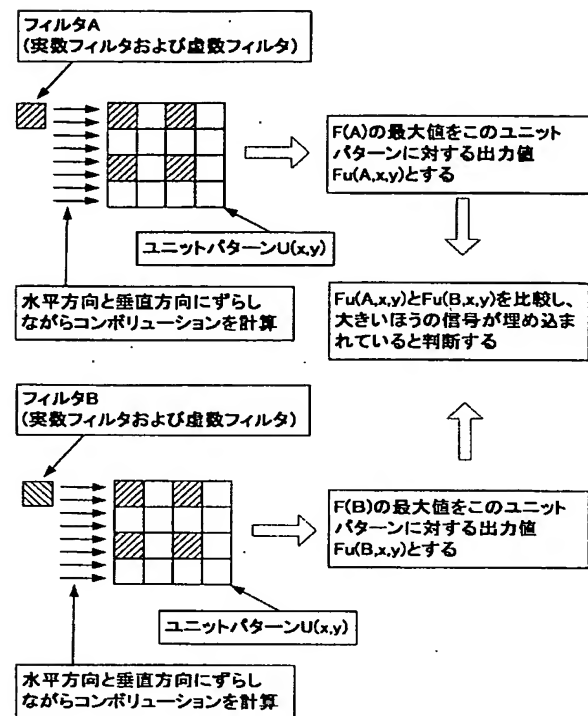 フィルタA
(実数フィルタおよび虚数フィルタ)
F(A)の最大値をこのユニット
パターンに対する出力値
Fu(A,x,y)とする
ユニットパターンU(x,y)
水平方向と垂直方向にずらし
ながらコンボリューションを計算
Fu(A,x,y)とFu(B,x,y)を比較し、
大きいほうの信号が埋め込ま
れていると判断する
フィルタB
(実数フィルタおよび虚数フィルタ)
F(B)の最大値をこのユニット
パターンに対する出力値
Fu(B,x,y)とする
ユニットパターンU(x,y)
水平方向と垂直方向にずらし
ながらコンボリューションを計算